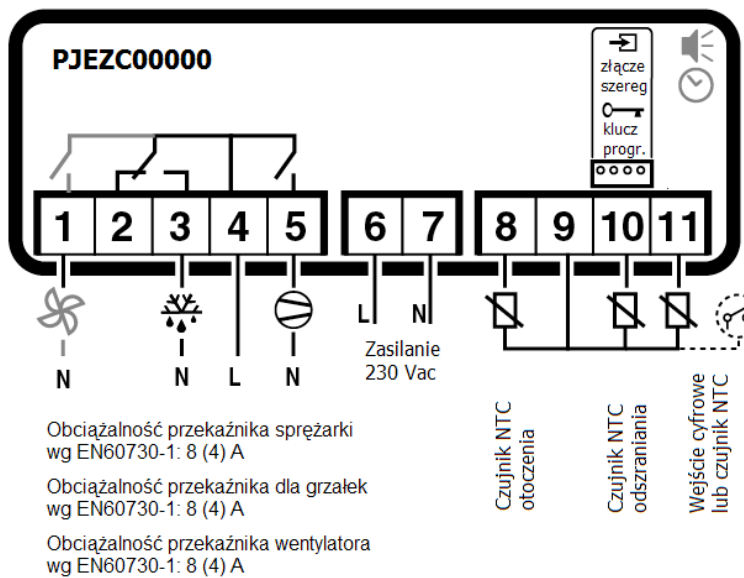 PJEZC00000
złącze
szereg
klucz
progr.
1 2 3 4 5 6 7 8 9 10 11
L N
N N L N
Zasilanie
230 Vac
Czujnik NTC
otoczenia
Czujnik NTC
odszraniania
Wejście cyfrowe
lub czujnik NTC
Obciążalność przekaźnika sprężarki
wg EN60730-1: 8 (4) A
Obciążalność przekaźnika dla grzałek
wg EN60730-1: 8 (4) A
Obciążalność przekaźnika wentylatora
wg EN60730-1: 8 (4) A